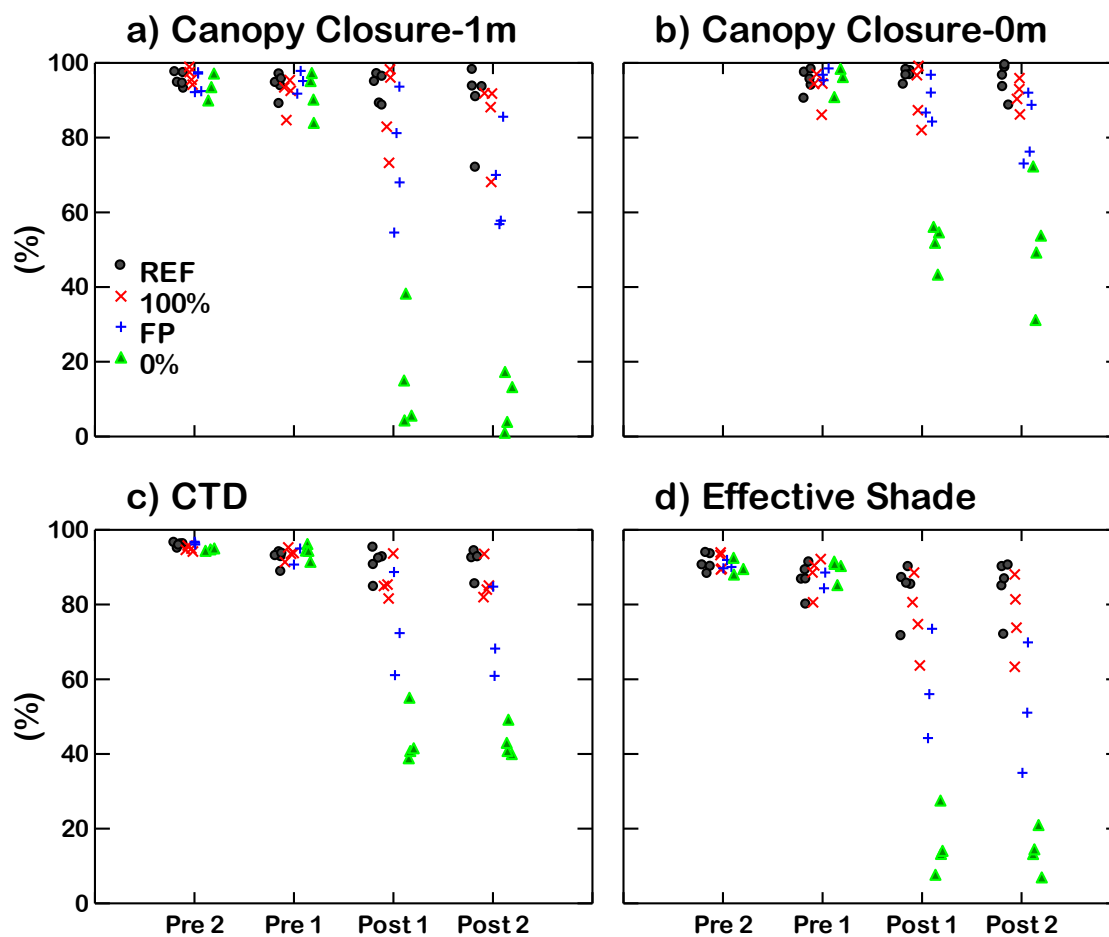 a) Canopy Closure-1m
b) Canopy Closure-0m
100
80
60
40
20
0
(%)
REF
100%
FP
0%
c) CTD
d) Effective Shade
100
80
60
40
20
0
(%)
Pre 2 Pre 1 Post 1 Post 2
Pre 2 Pre 1 Post 1 Post 2